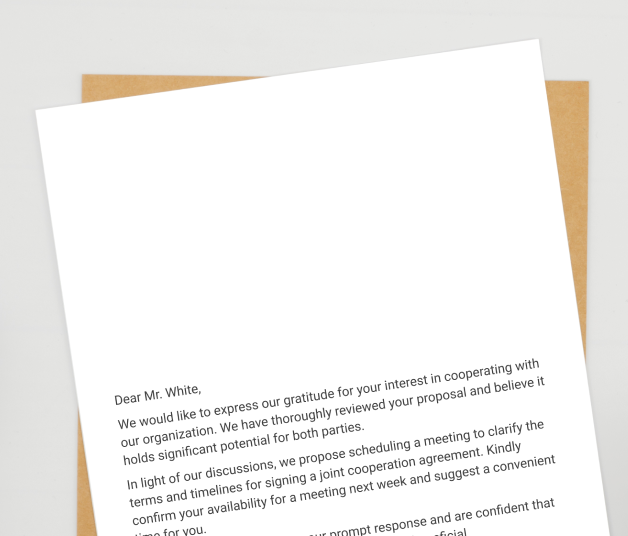 Dear Mr. White,
We would like to express our gratitude for your interest in cooperating with
our organization. We have thoroughly reviewed your proposal and believe it
holds significant potential for both parties.
In light of our discussions, we propose scheduling a meeting to clarify the
terms and timelines for signing a joint cooperation agreement. Kindly
confirm your availability for a meeting next week and suggest a convenient
time for you.
our prompt response and are confident that